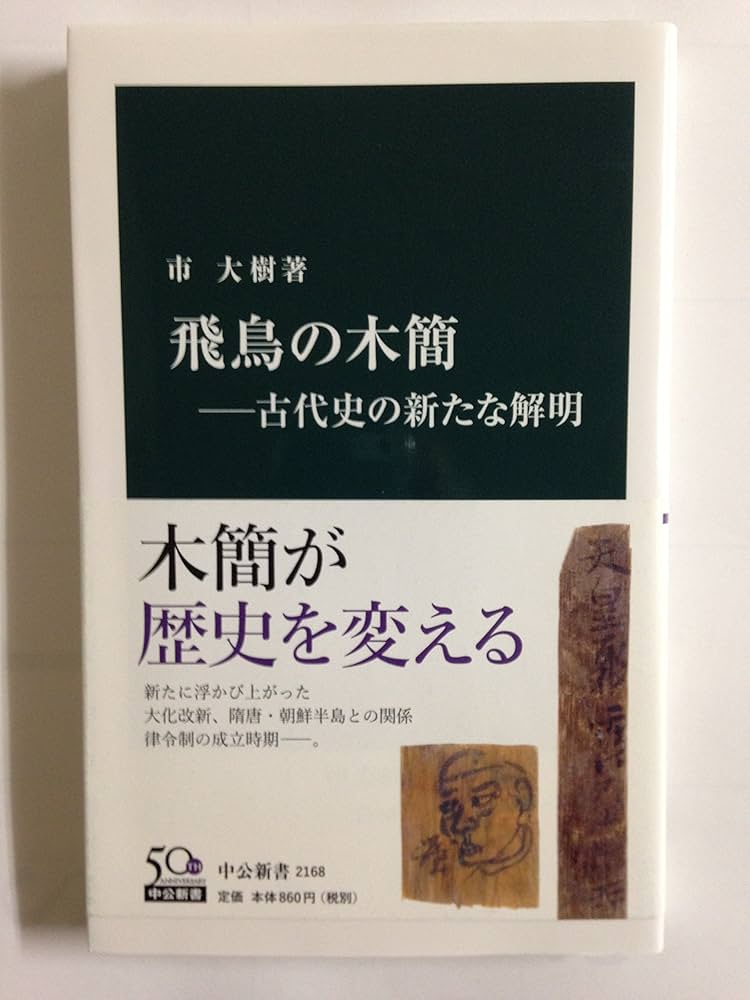 市 大樹著
飛鳥の木簡
──古代史の新たな解明
木簡が
歴史を変える
新たに浮かび上がった
大化改新、隋唐・朝鮮半島との関係
律令制の成立時期──。
天皇
50TH
ANNIVERSARY
中公新書
中公新書 2168
定価 本体860円(税別)